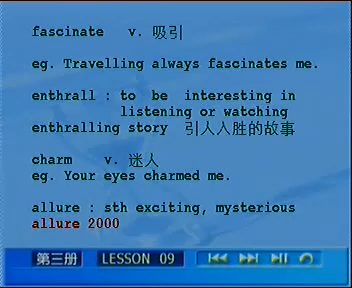 fascinate v. 吸引
eg. Travelling always fascinates me.
enthrall : to be interesting in
listening or watching
enthralling story 引人入胜的故事
charm v. 迷人
eg. Your eyes charmed me.
allure : sth exciting, mysterious
allure 2000
第三册 LESSON 09